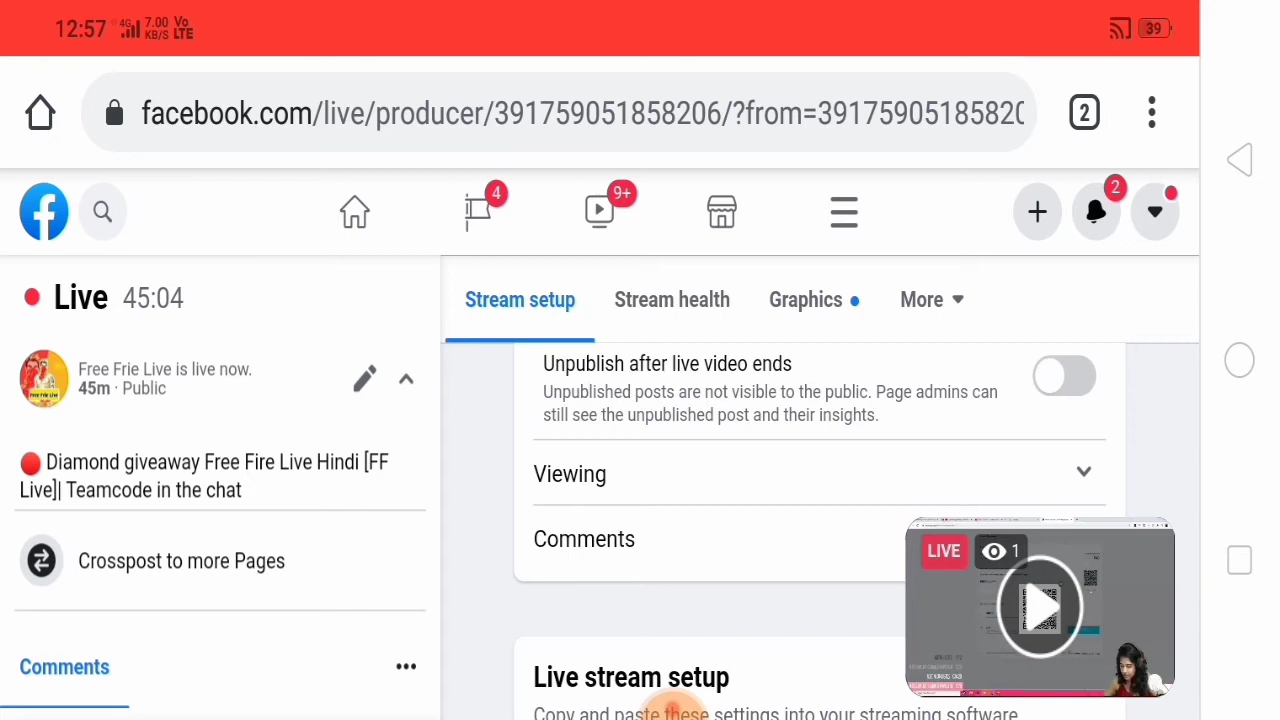 12:57 4G 7.00 KB/S Vo LTE 39
facebook.com/live/producer/391759051858206/?from=39175905185820
2
4 9+ 2
Live 45:04
Stream setup Stream health Graphics More
Free Frie Live is live now.
45m · Public
🔴 Diamond giveaway Free Fire Live Hindi [FF
Live]| Teamcode in the chat
Crosspost to more Pages
Comments
Unpublish after live video ends
Unpublished posts are not visible to the public. Page admins can
still see the unpublished post and their insights.
Viewing
Comments
LIVE 1
Live stream setup
Copy and paste these settings into your streaming software